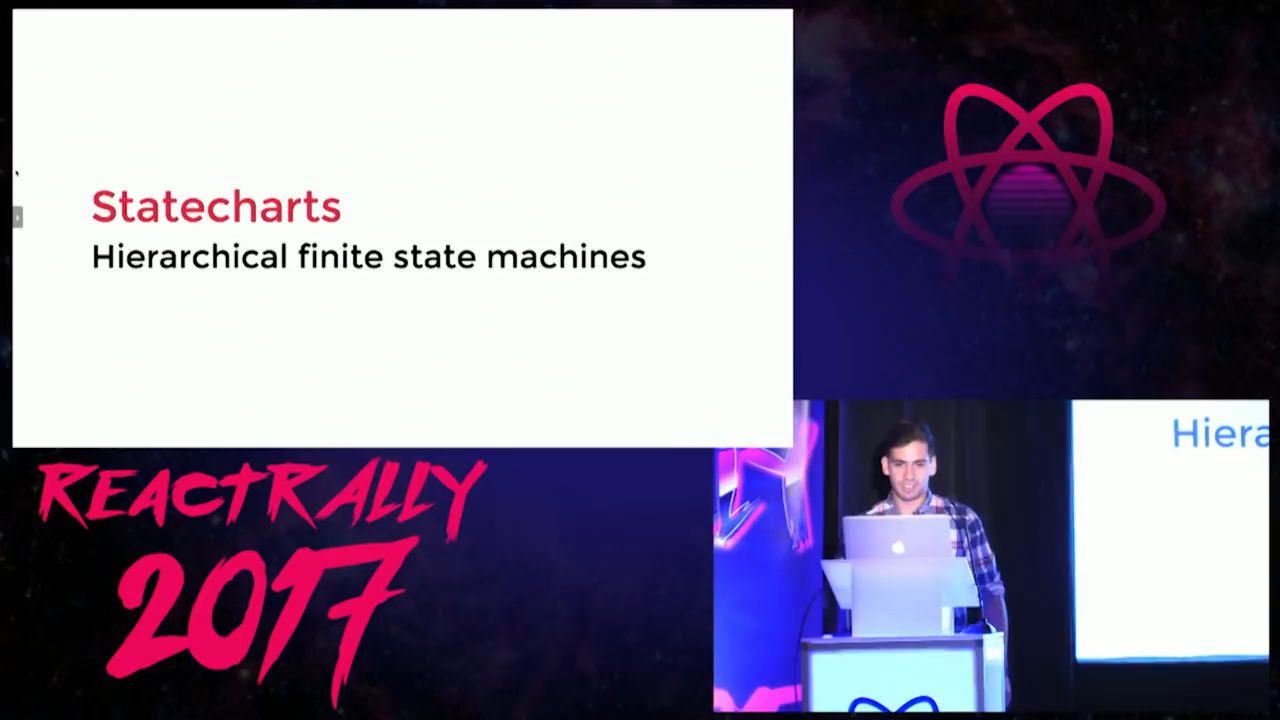 Statecharts
Hierarchical finite state machines
REACTRALLY
2017
Hiera